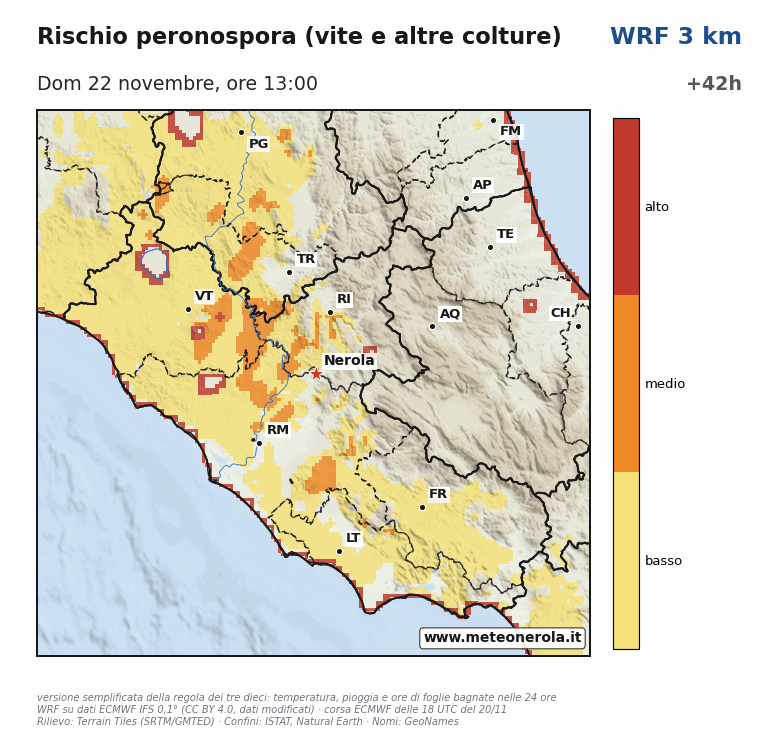 Rischio peronospora (vite e altre colture)
WRF 3 km
Dom 22 novembre, ore 13:00
+42h
FM
PG
AP
TE
TR
VT
RI
AQ
CH
Nerola
RM
FR
LT
www.meteonerola.it
alto
medio
basso
versione semplificata della regola dei tre dieci: temperatura, pioggia e ore di foglie bagnate nelle 24 ore
WRF su dati ECMWF IFS 0,1° (CC BY 4.0, dati modificati) · corsa ECMWF delle 18 UTC del 20/11
Rilievo: Terrain Tiles (SRTM/GMTED) · Confini: ISTAT, Natural Earth · Nomi: GeoNames